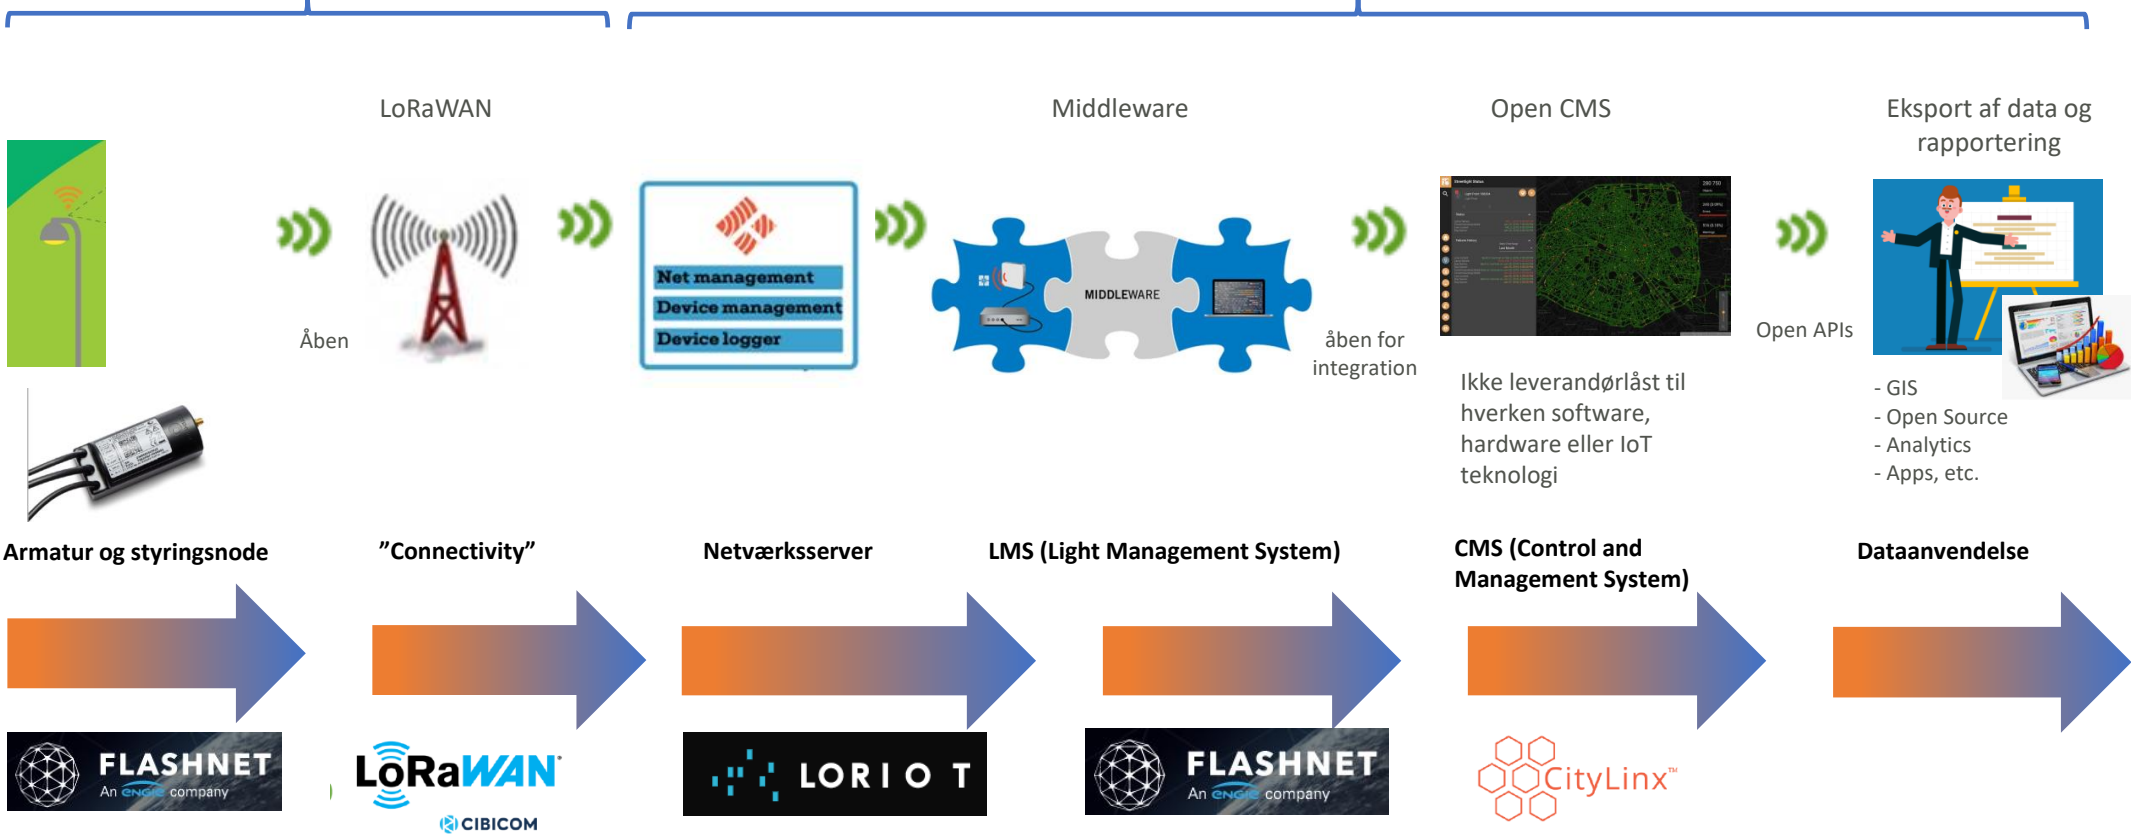 LoRaWAN
Middleware
Open CMS
Eksport af data og
rapportering
Net management
Device management
Device logger
MIDDLEWARE
Streetlight Status
Åben
åben for
integration
Open APIs
Ikke leverandørlåst til
hverken software,
hardware eller IoT
teknologi
- GIS
- Open Source
- Analytics
- Apps, etc.
Armatur og styringsnode
”Connectivity”
Netværksserver
LMS (Light Management System)
CMS (Control and
Management System)
Dataanvendelse
FLASHNET
An ENGIE company
LoRaWAN
CIBICOM
LORIOT
FLASHNET
An ENGIE company
CityLinx™